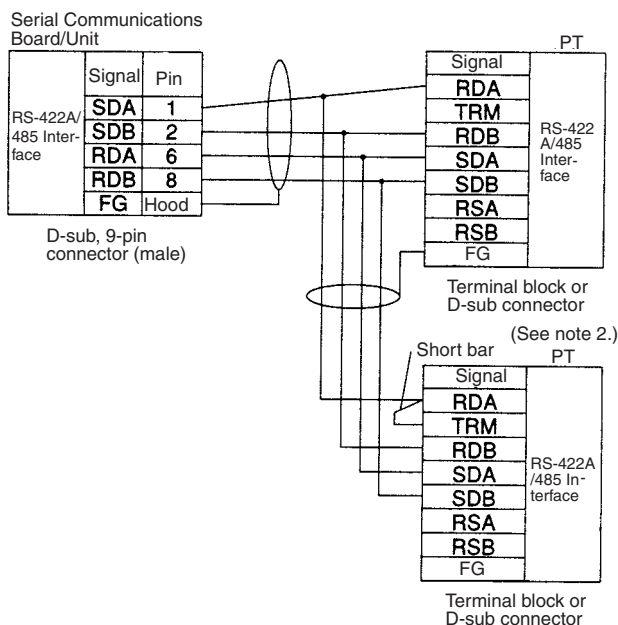 Serial Communications
Board/Unit
RS-422A/
485 Inter-
face
Signal Pin
SDA 1
SDB 2
RDA 6
RDB 8
FG Hood
D-sub, 9-pin
connector (male)
PT
Signal
RDA
TRM
RDB
SDA
SDB
RSA
RSB
FG
RS-422
A/485
Inter-
face
Terminal block or
D-sub connector
(See note 2.)
Short bar
PT
Signal
RDA
TRM
RDB
SDA
SDB
RSA
RSB
FG
RS-422A
/485 In-
terface
Terminal block or
D-sub connector